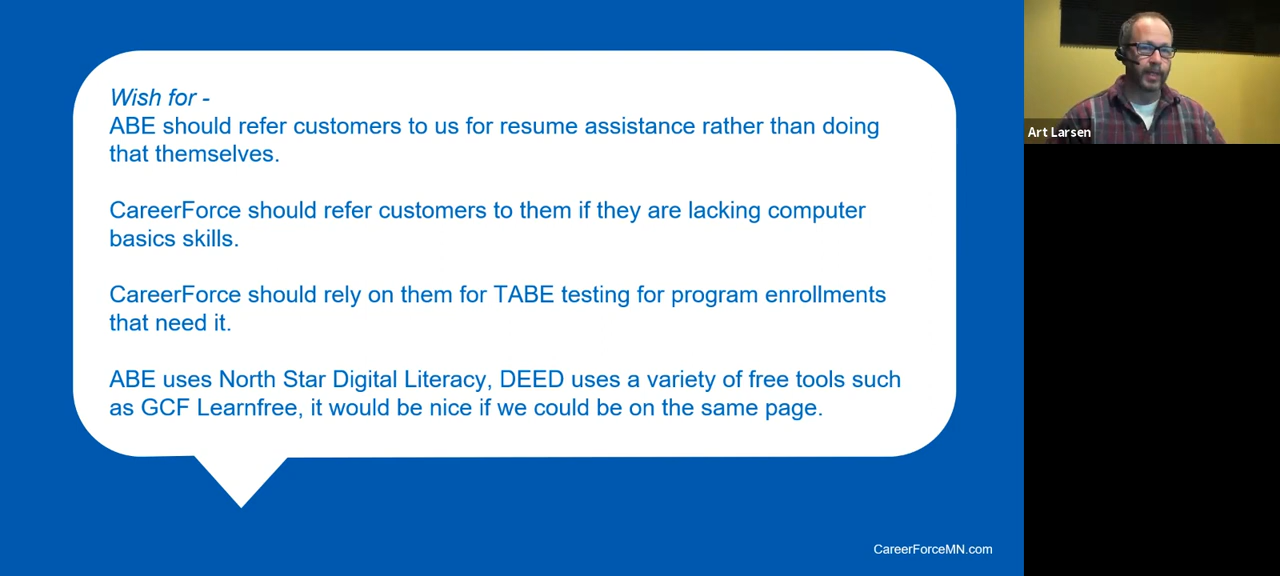 Wish for -
ABE should refer customers to us for resume assistance rather than doing
that themselves.
CareerForce should refer customers to them if they are lacking computer
basics skills.
CareerForce should rely on them for TABE testing for program enrollments
that need it.
ABE uses North Star Digital Literacy, DEED uses a variety of free tools such
as GCF Learnfree, it would be nice if we could be on the same page.
CareerForceMN.com
Art Larsen